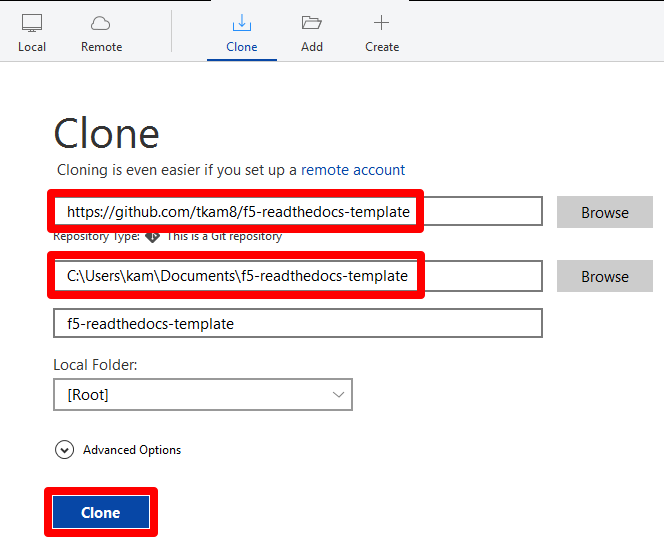 Local Remote Clone Add Create
Clone
Cloning is even easier if you set up a remote account
https://github.com/tkam8/f5-readthedocs-template Browse
Repository Type: This is a Git repository
C:\Users\kam\Documents\f5-readthedocs-template Browse
f5-readthedocs-template
Local Folder:
[Root]
Advanced Options
Clone